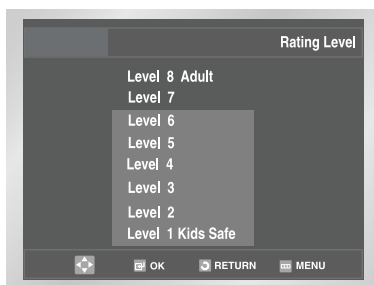 Rating Level
Level 8 Adult
Level 7
Level 6
Level 5
Level 4
Level 3
Level 2
Level 1 Kids Safe
OK RETURN MENU